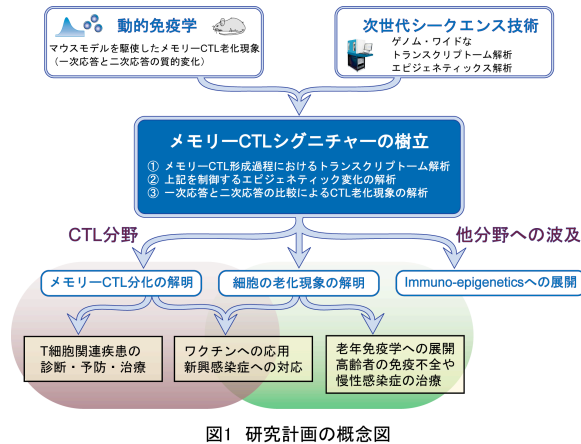 動的免疫学
マウスモデルを駆使したメモリーCTL老化現象
（一次応答と二次応答の質的変化）
次世代シークエンス技術
ゲノム・ワイドな
トランスクリプトーム解析
エピジェネティックス解析
メモリーCTLシグニチャーの樹立
① メモリーCTL形成過程におけるトランスクリプトーム解析
② 上記を制御するエピジェネティック変化の解析
③ 一次応答と二次応答の比較によるCTL老化現象の解析
CTL分野
他分野への波及
メモリーCTL分化の解明
細胞の老化現象の解明
Immuno-epigeneticsへの展開
T細胞関連疾患の
診断・予防・治療
ワクチンへの応用
新興感染症への対応
老年免疫学への展開
高齢者の免疫不全や
慢性感染症の治療
図1 研究計画の概念図